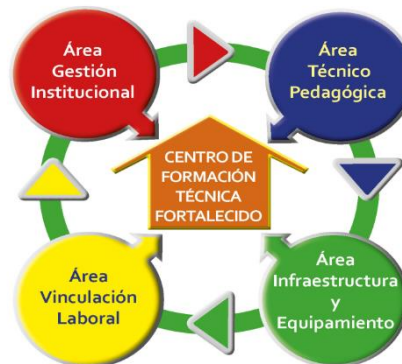 Área
Gestión
Institucional
Área
Técnico
Pedagógica
CENTRO DE
FORMACIÓN
TÉCNICA
FORTALECIDO
Área
Vinculación
Laboral
Área
Infraestructura
y
Equipamiento